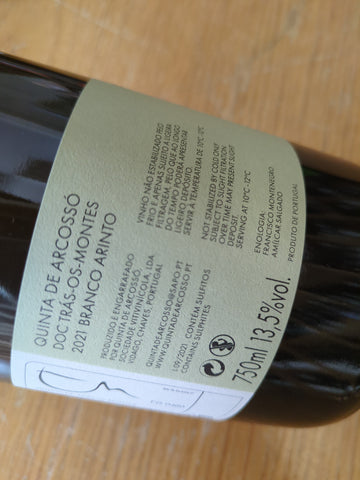 QUINTA DE ARCOSSÓ
DOC TRÁS-OS-MONTES
2021 BRANCO ARINTO
PRODUZIDO E ENGARRAFADO
POR QUINTA DE ARCOSSÓ
SOCIEDADE VITIVINÍCOLA, LDA
VIDAGO, CHAVES, PORTUGAL
QUINTADEARCOSSO@SAPO.PT
WWW.QUINTADEARCOSSO.PT
L09/2021 CONTÉM SULFITOS
CONTAINS SULPHITES
750ml 13,5%vol.
VINHO NÃO ESTABILIZADO PELO
FRIO E APENAS SUJEITO A LIGEIRA
FILTRAGEM, PELO QUE AO LONGO
DO TEMPO PODERÁ APRESENTAR
LIGEIRO DEPÓSITO.
SERVIR A TEMPERATURA DE 10ºC -12ºC
NOT STABILIZED BY COLD ONLY
SUBJECT TO SLIGHT FILTRATION
OVER TIME MAY PRESENT SLIGHT
DEPOSIT.
SERVING AT 10ºC -12ºC
ENOLOGIA:
FRANCISCO MONTENEGRO
AMÍLCAR SALGADO
PRODUTO DE PORTUGAL